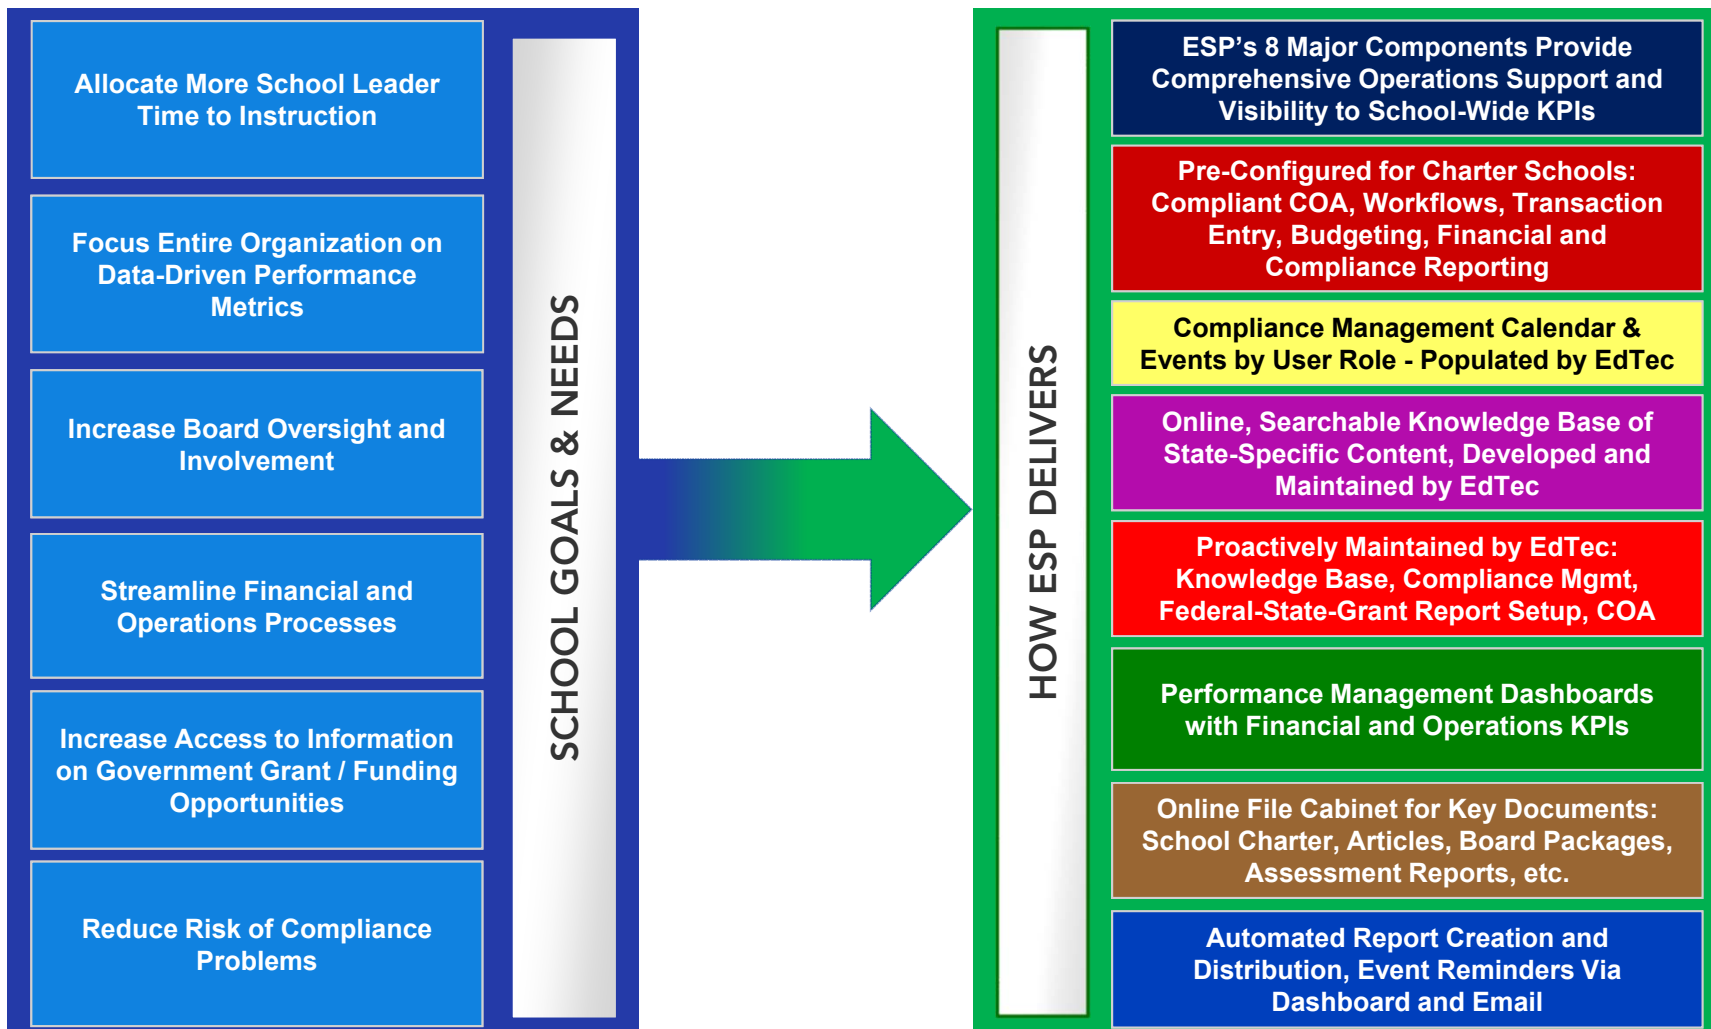 Allocate More School Leader
Time to Instruction
Focus Entire Organization on
Data-Driven Performance
Metrics
Increase Board Oversight and
Involvement
Streamline Financial and
Operations Processes
Increase Access to Information
on Government Grant / Funding
Opportunities
Reduce Risk of Compliance
Problems
SCHOOL GOALS & NEEDS
HOW ESP DELIVERS
ESP’s 8 Major Components Provide
Comprehensive Operations Support and
Visibility to School-Wide KPIs
Pre-Configured for Charter Schools:
Compliant COA, Workflows, Transaction
Entry, Budgeting, Financial and
Compliance Reporting
Compliance Management Calendar &
Events by User Role - Populated by EdTec
Online, Searchable Knowledge Base of
State-Specific Content, Developed and
Maintained by EdTec
Proactively Maintained by EdTec:
Knowledge Base, Compliance Mgmt,
Federal-State-Grant Report Setup, COA
Performance Management Dashboards
with Financial and Operations KPIs
Online File Cabinet for Key Documents:
School Charter, Articles, Board Packages,
Assessment Reports, etc.
Automated Report Creation and
Distribution, Event Reminders Via
Dashboard and Email